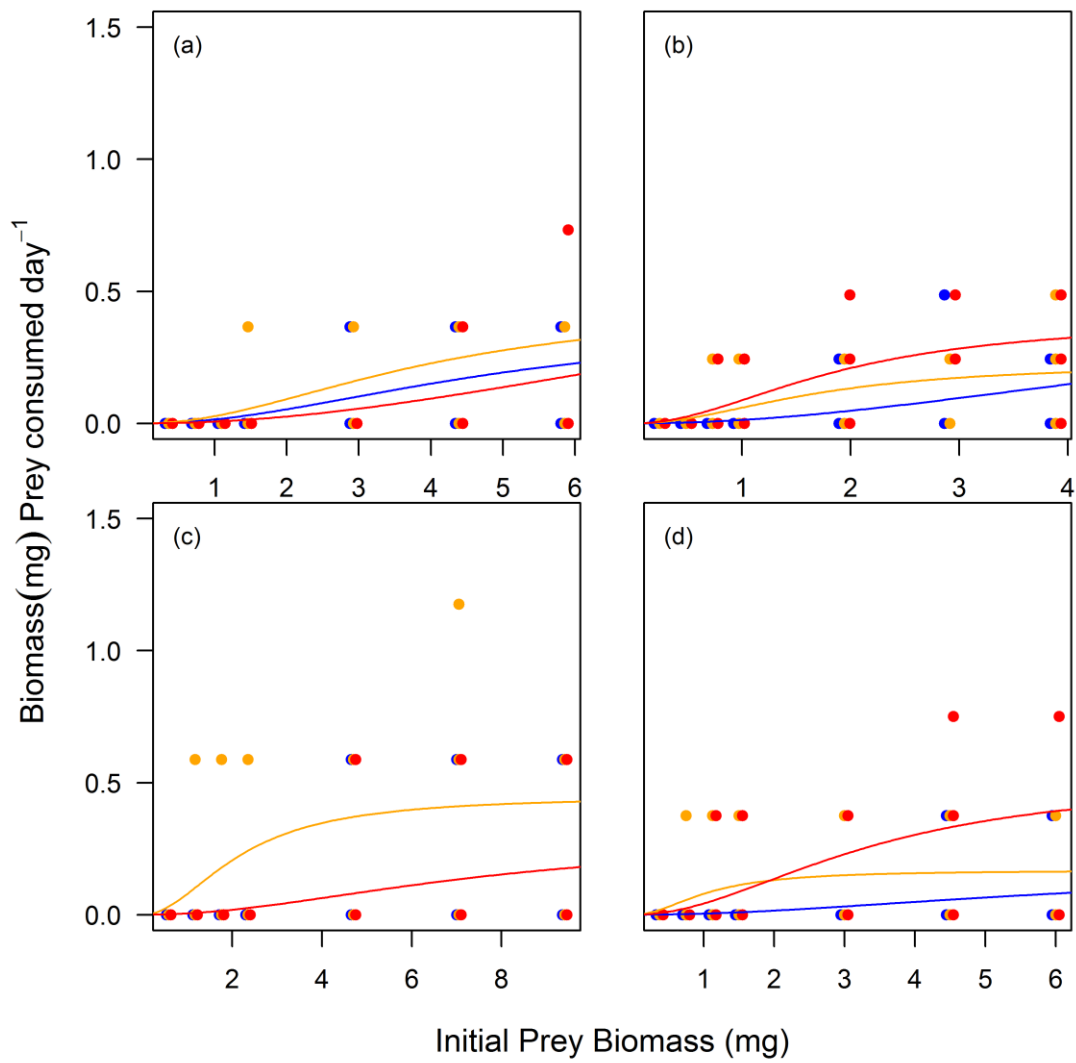 (a)
(b)
1.5
1.0
0.5
0.0
1 2 3 4 5 6
1 2 3 4
(c)
(d)
1.5
1.0
0.5
0.0
2 4 6 8
1 2 3 4 5 6
Biomass(mg) Prey consumed day⁻¹
Initial Prey Biomass (mg)